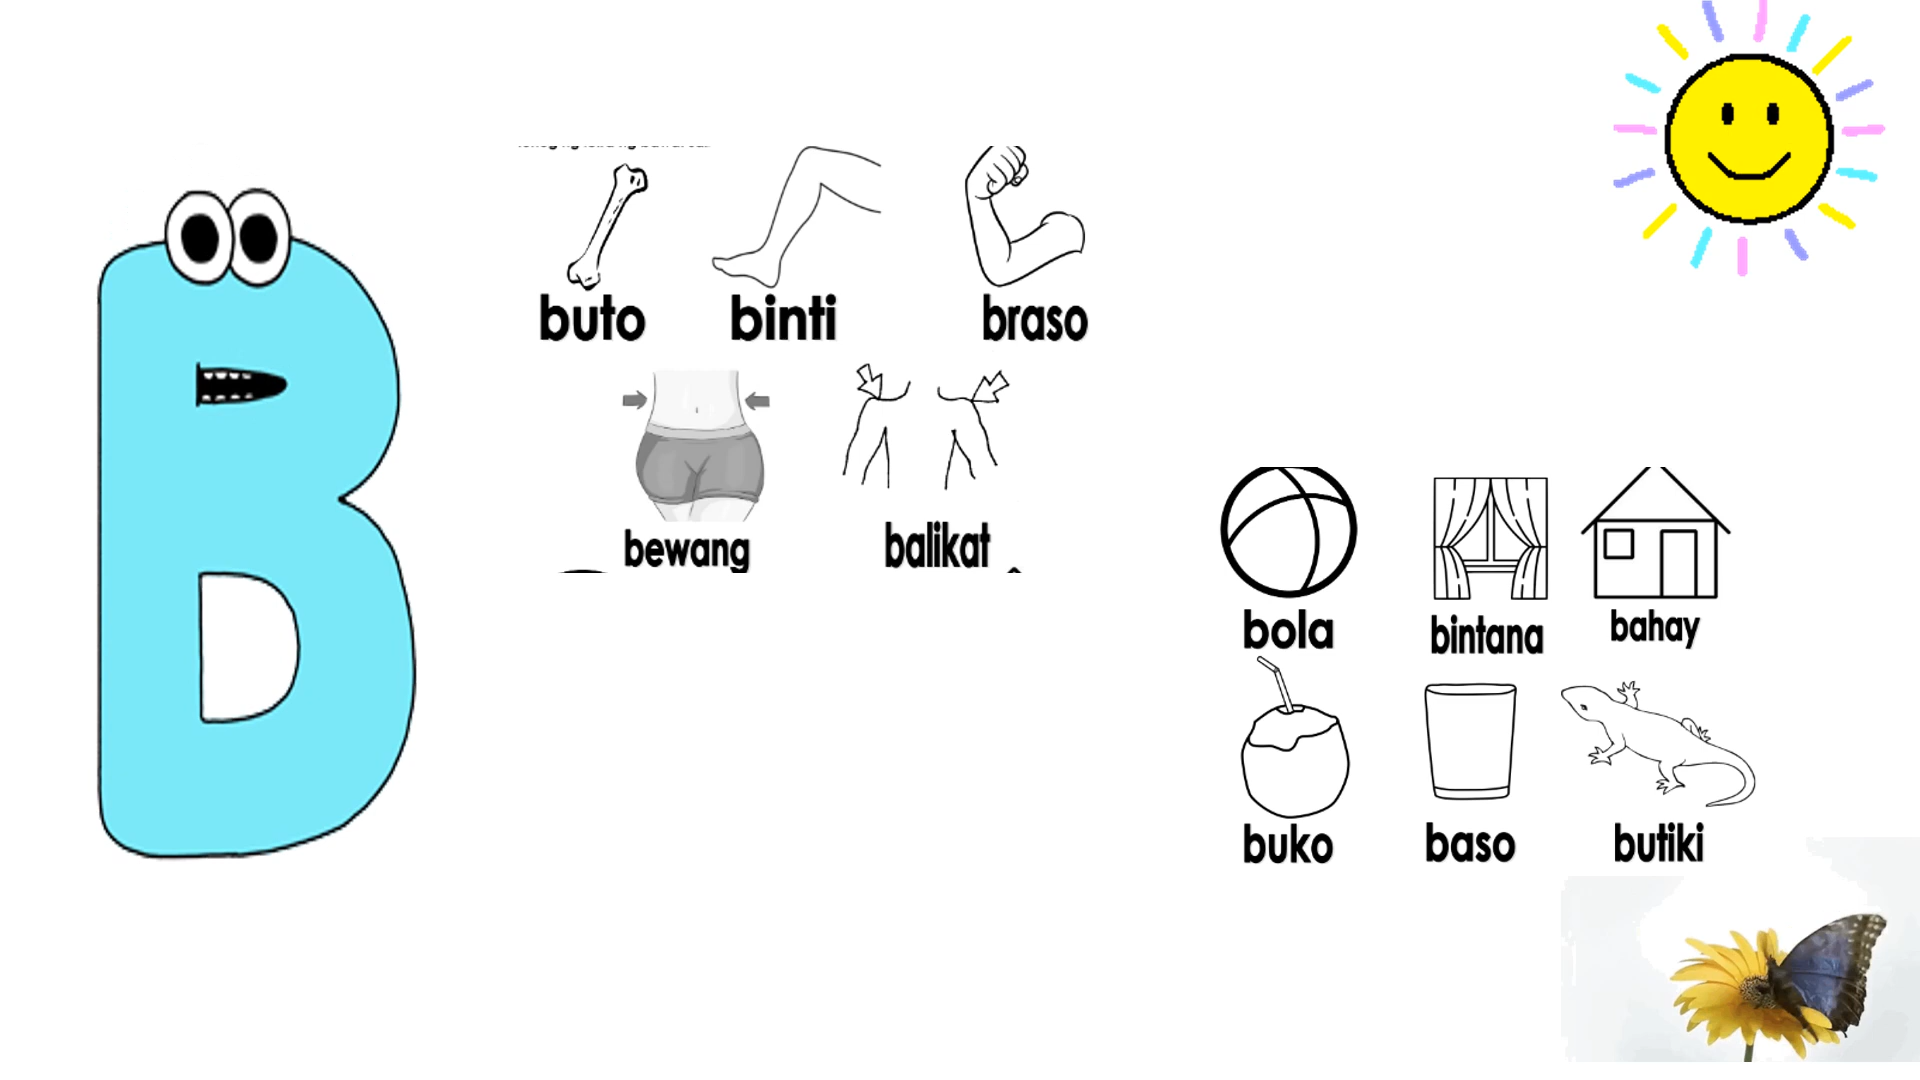 B
buto binti braso
bewang balikat
bola bintana bahay
buko baso butiki